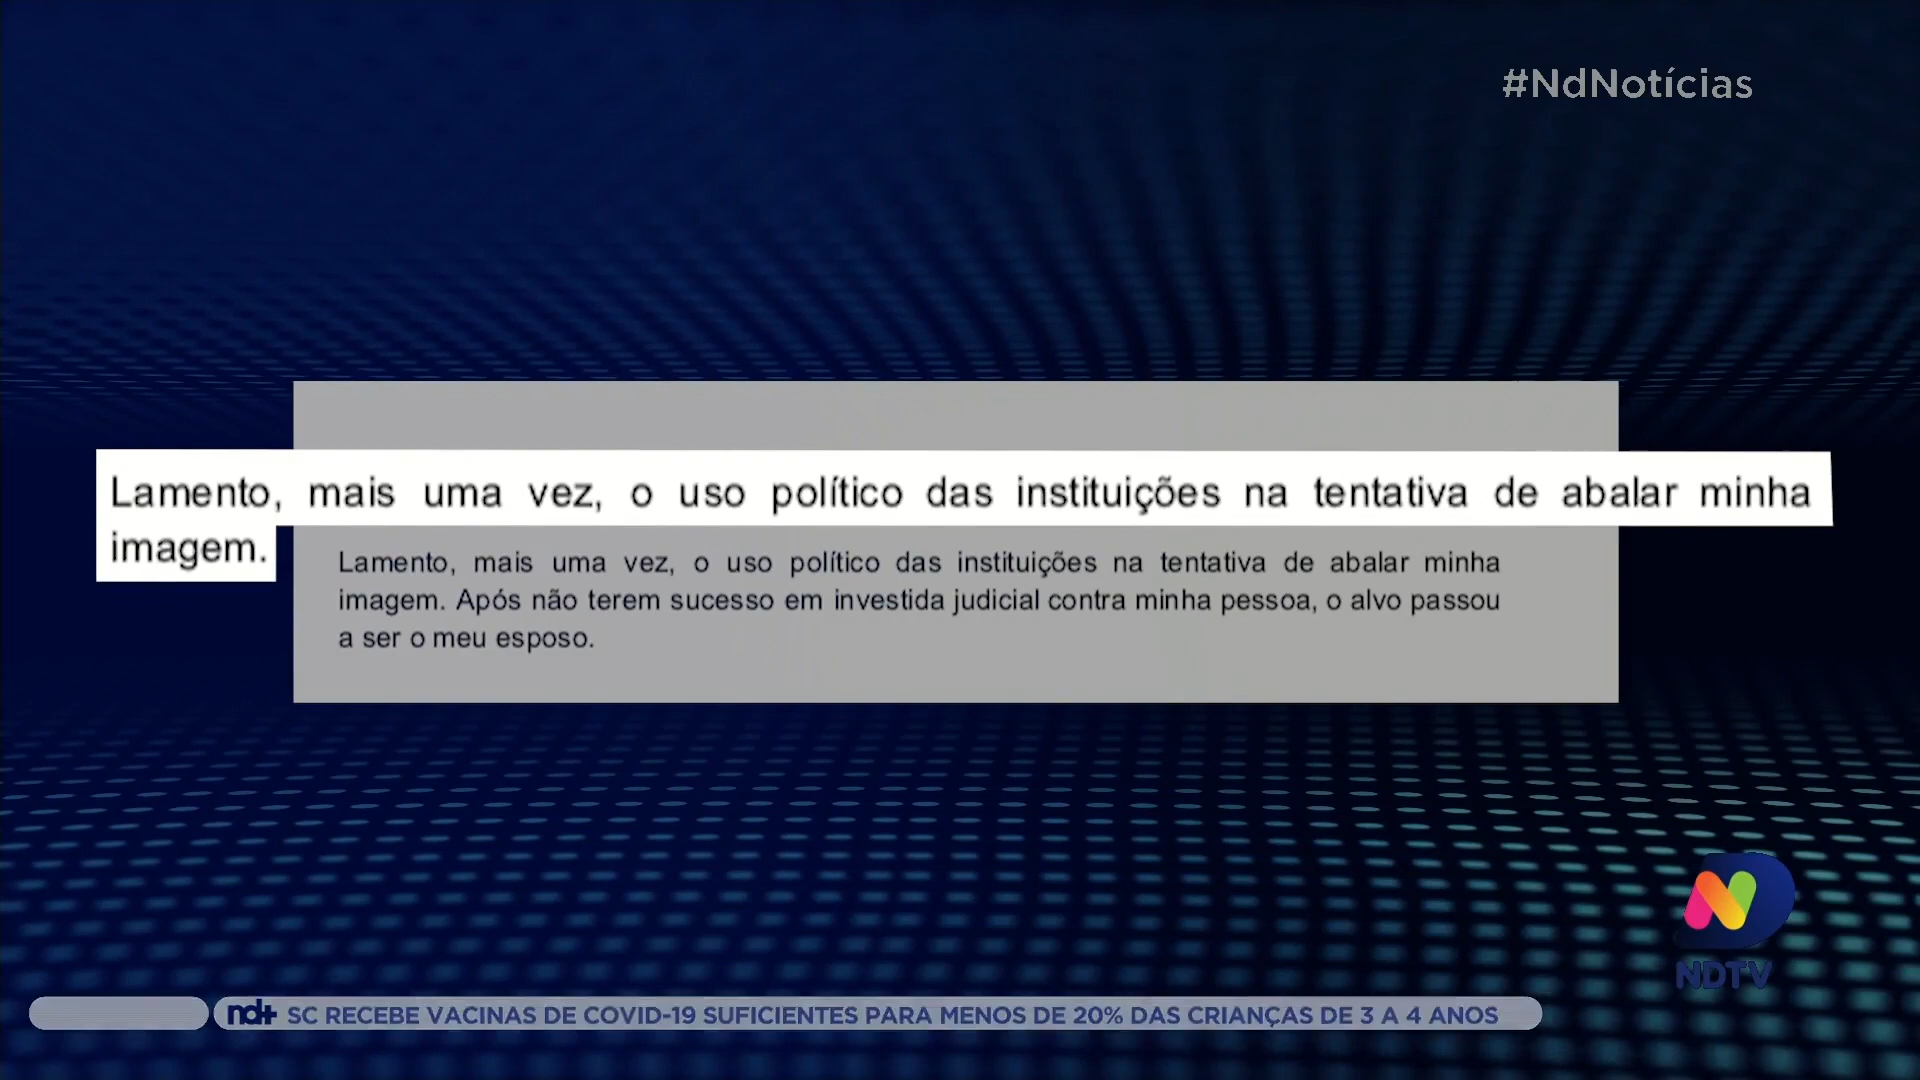 #NdNotícias
Lamento, mais uma vez, o uso político das instituições na tentativa de abalar minha
imagem.
Lamento, mais uma vez, o uso político das instituições na tentativa de abalar minha
imagem. Após não terem sucesso em investida judicial contra minha pessoa, o alvo passou
a ser o meu esposo.
NDTV
nd+ SC RECEBE VACINAS DE COVID-19 SUFICIENTES PARA MENOS DE 20% DAS CRIANÇAS DE 3 A 4 ANOS